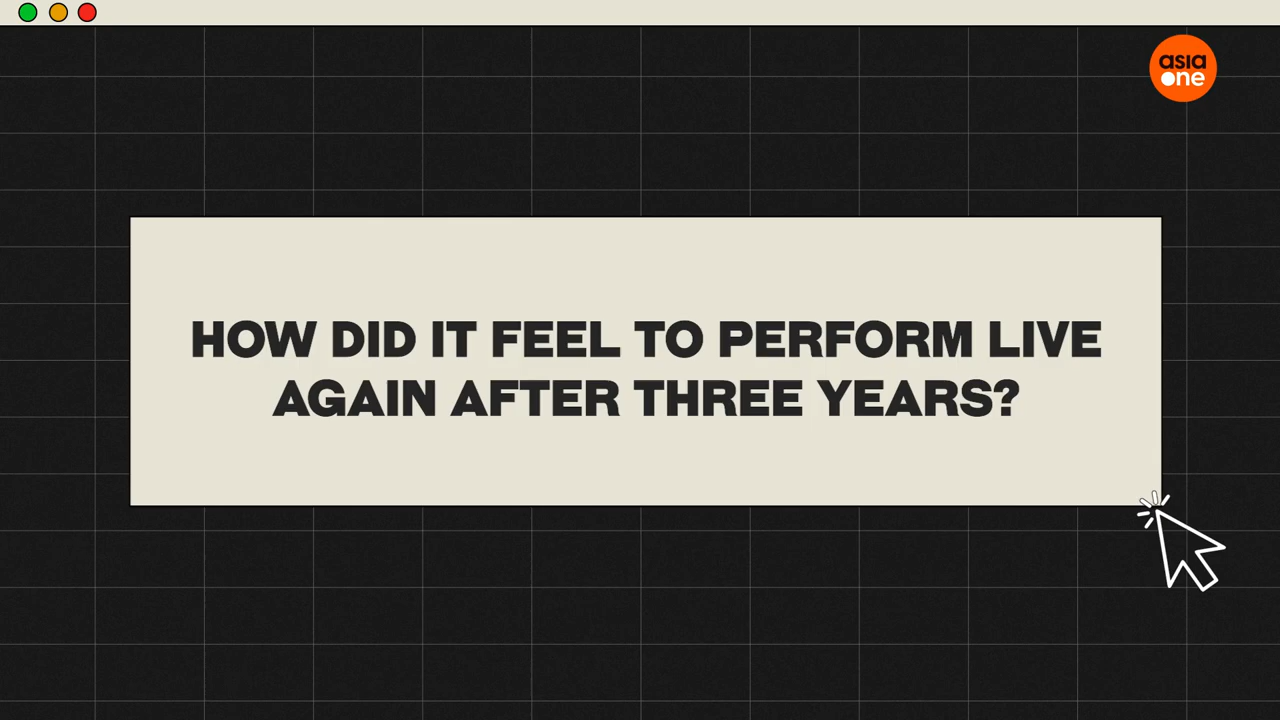 asia
one
HOW DID IT FEEL TO PERFORM LIVE
AGAIN AFTER THREE YEARS?